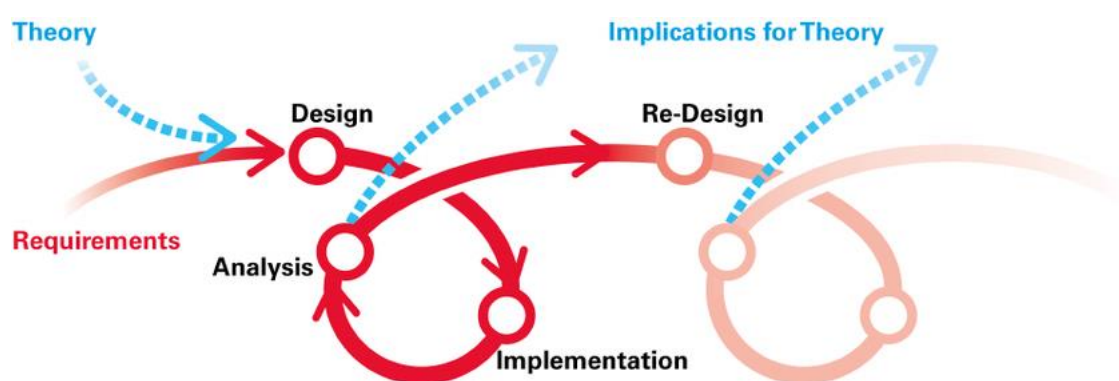 Theory
Implications for Theory
Design
Re-Design
Requirements
Analysis
Implementation